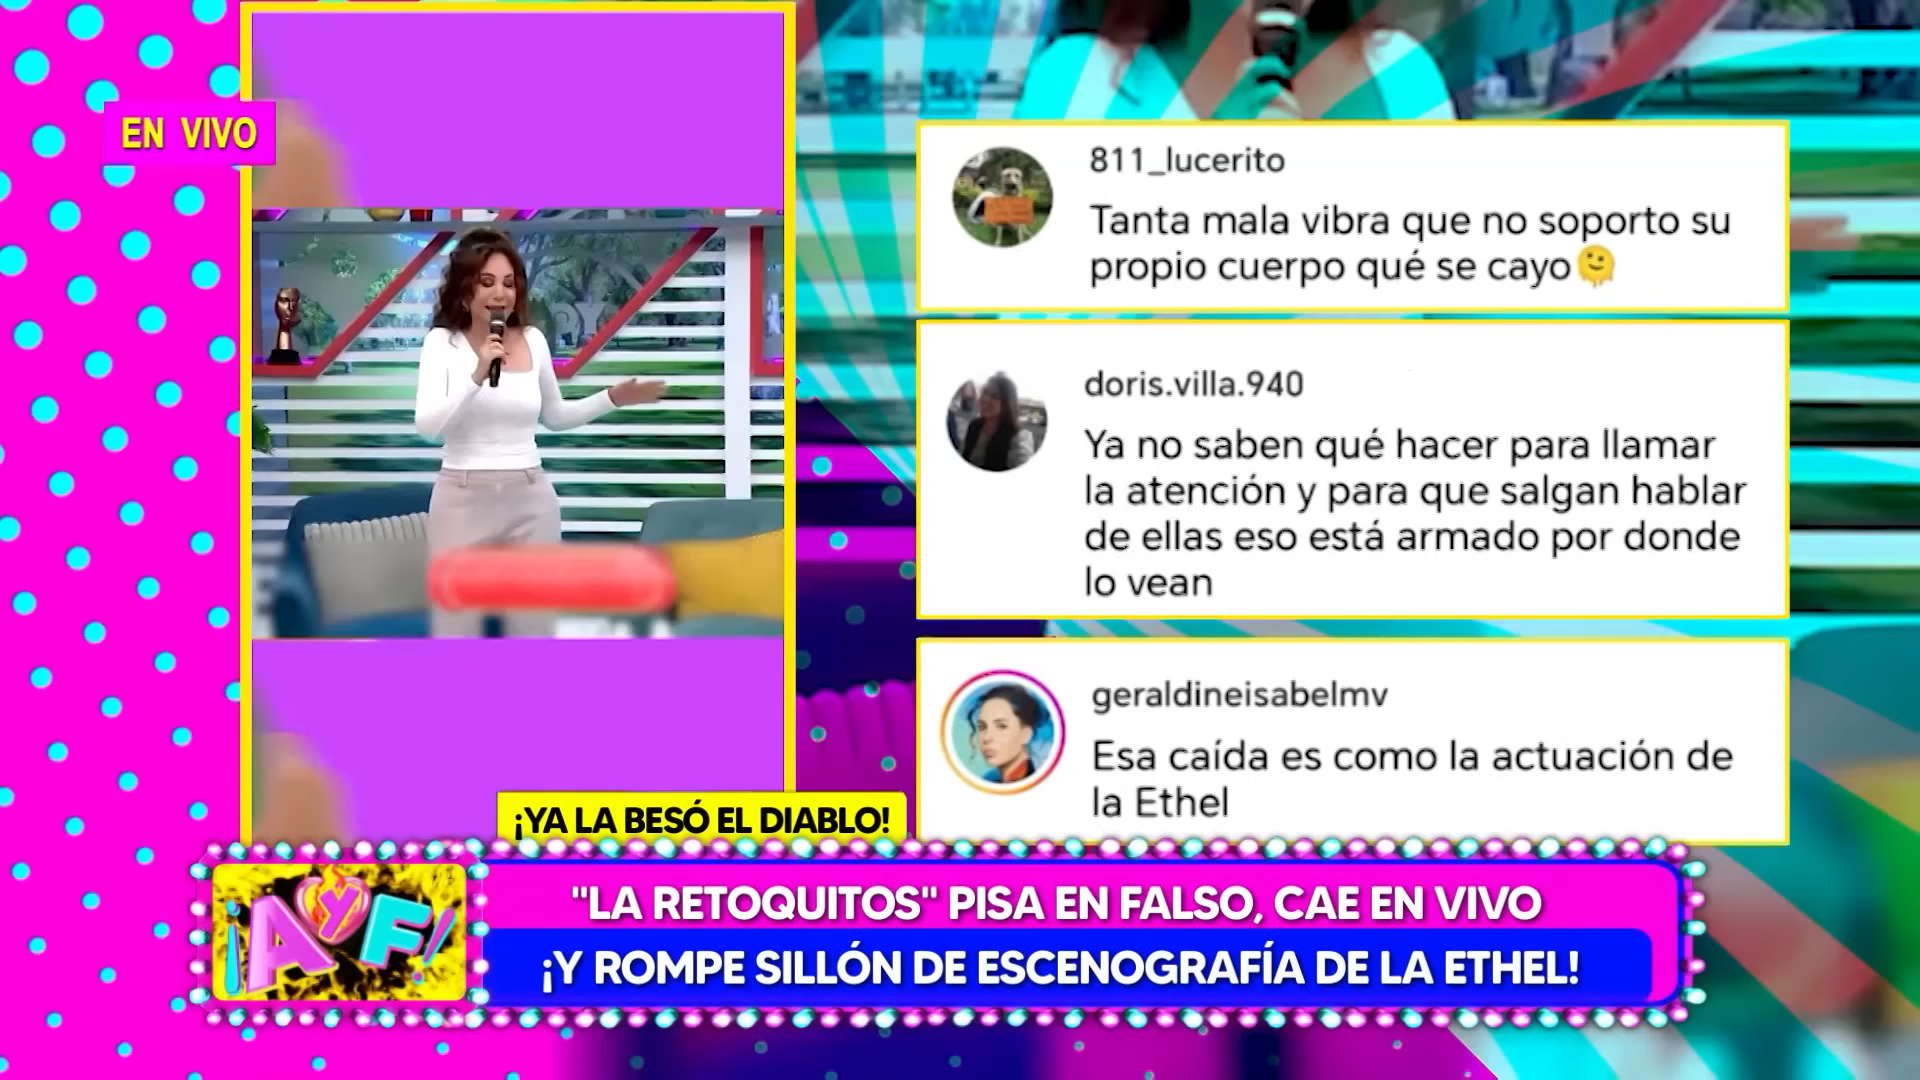 EN VIVO
811_lucerito
Tanta mala vibra que no soporto su
propio cuerpo qué se cayo🫠
doris.villa.940
Ya no saben qué hacer para llamar
la atención y para que salgan hablar
de ellas eso está armado por donde
lo vean
geraldineisabelmv
Esa caída es como la actuación de
la Ethel
¡YA LA BESÓ EL DIABLO!
¡AYF!
"LA RETOQUITOS" PISA EN FALSO, CAE EN VIVO
¡Y ROMPE SILLÓN DE ESCENOGRAFÍA DE LA ETHEL!